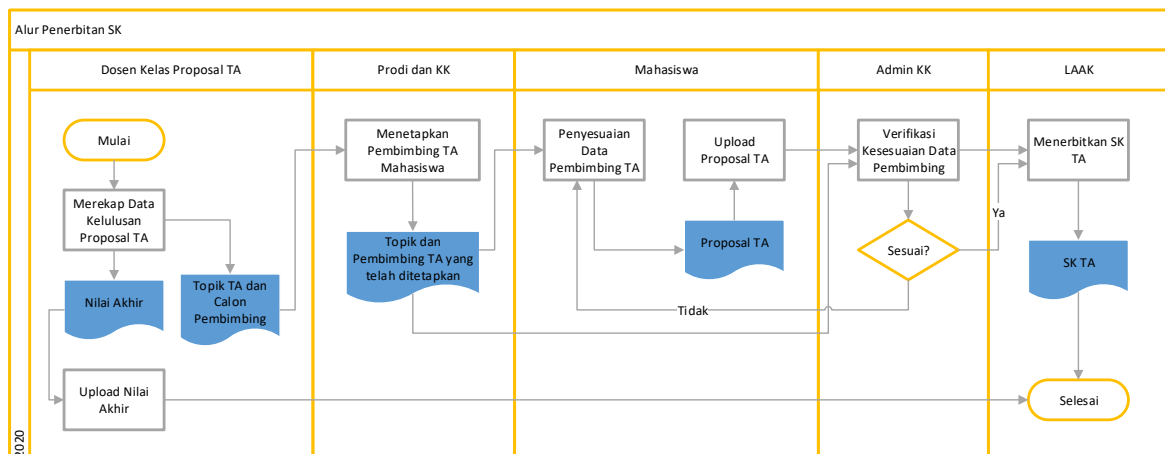 Alur Penerbitan SK
Dosen Kelas Proposal TA
Prodi dan KK
Mahasiswa
Admin KK
LAAK
Mulai
Merekap Data
Kelulusan
Proposal TA
Nilai Akhir
Topik TA dan
Calon
Pembimbing
Upload Nilai
Akhir
Menetapkan
Pembimbing TA
Mahasiswa
Topik dan
Pembimbing TA yang
telah ditetapkan
Penyesuaian
Data
Pembimbing TA
Upload
Proposal TA
Proposal TA
Tidak
Verifikasi
Kesesuaian Data
Pembimbing
Sesuai?
Ya
Menerbitkan SK
TA
SK TA
Selesai
2020